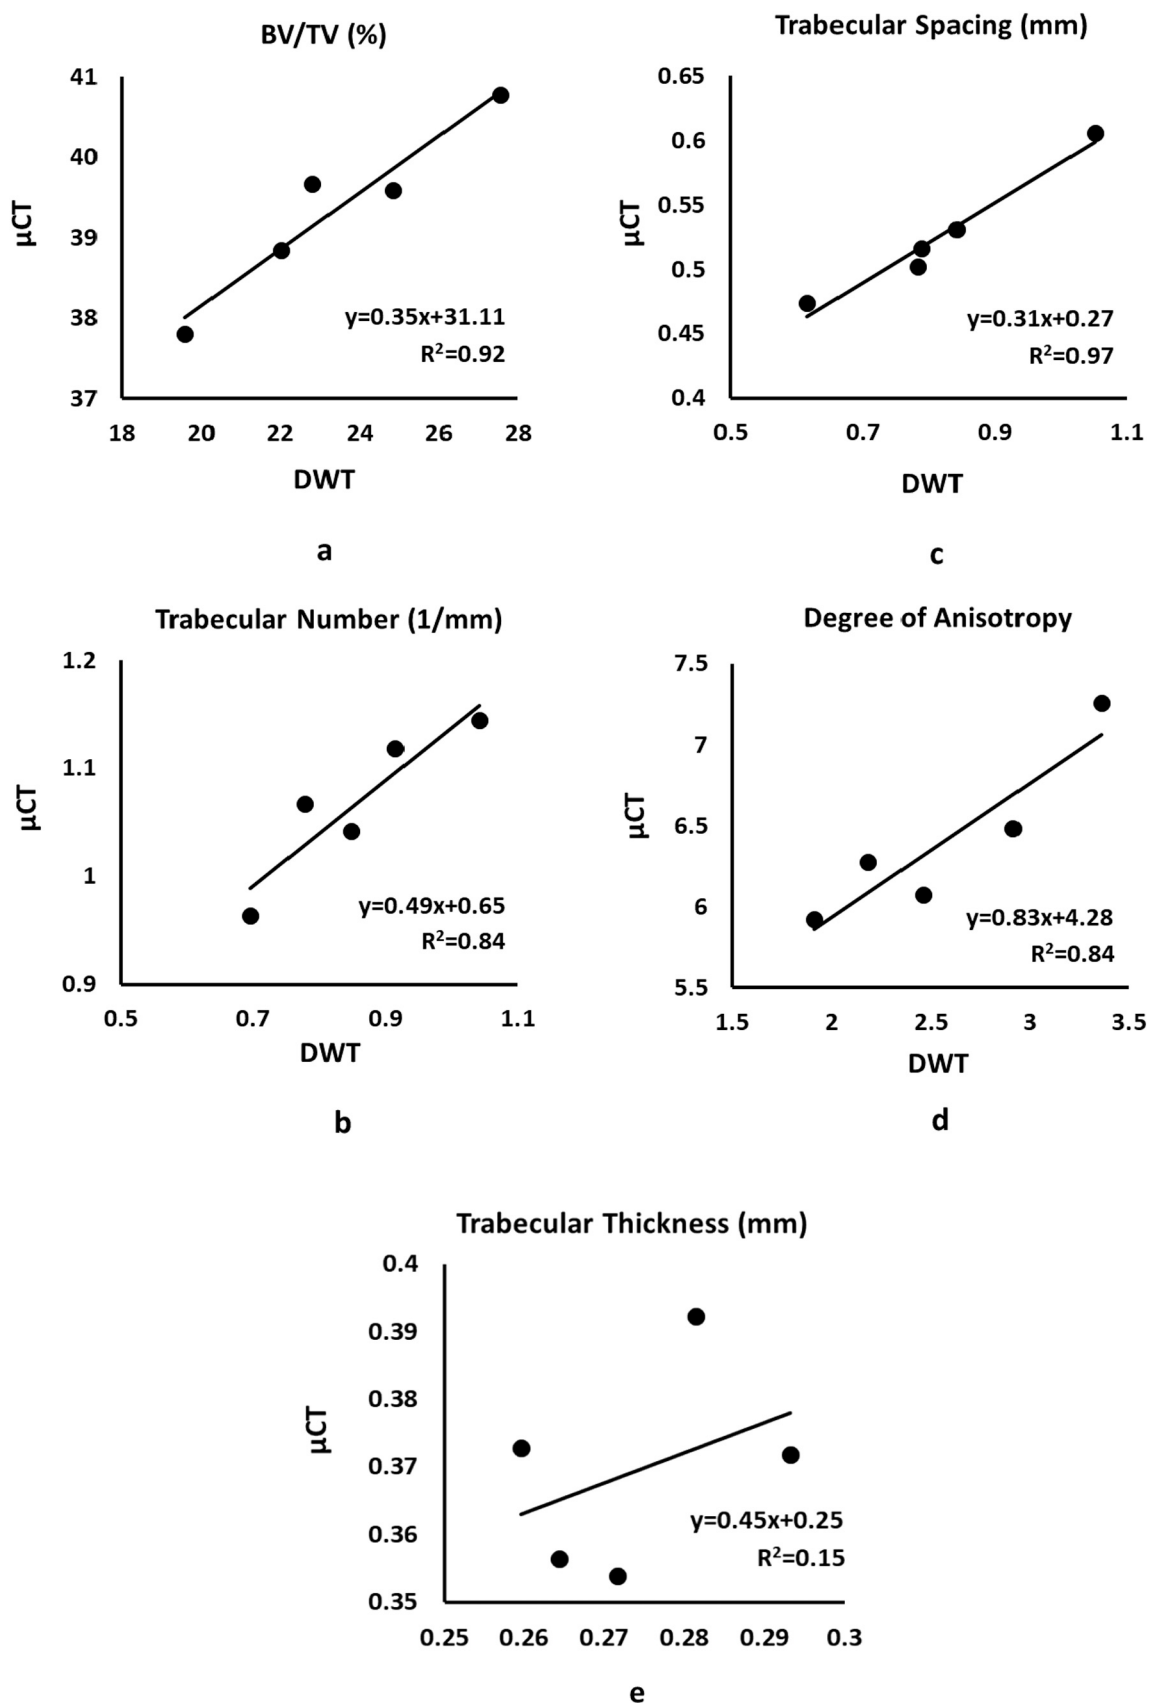 BV/TV (%)
41
40
39
38
37
µCT
y=0.35x+31.11
R²=0.92
18 20 22 24 26 28
DWT
a
Trabecular Spacing (mm)
0.65
0.6
0.55
0.5
0.45
0.4
µCT
y=0.31x+0.27
R²=0.97
0.5 0.7 0.9 1.1
DWT
c
Trabecular Number (1/mm)
1.2
1.1
1
0.9
µCT
y=0.49x+0.65
R²=0.84
0.5 0.7 0.9 1.1
DWT
b
Degree of Anisotropy
7.5
7
6.5
6
5.5
µCT
y=0.83x+4.28
R²=0.84
1.5 2 2.5 3 3.5
DWT
d
Trabecular Thickness (mm)
0.4
0.39
0.38
0.37
0.36
0.35
µCT
y=0.45x+0.25
R²=0.15
0.25 0.26 0.27 0.28 0.29 0.3
e